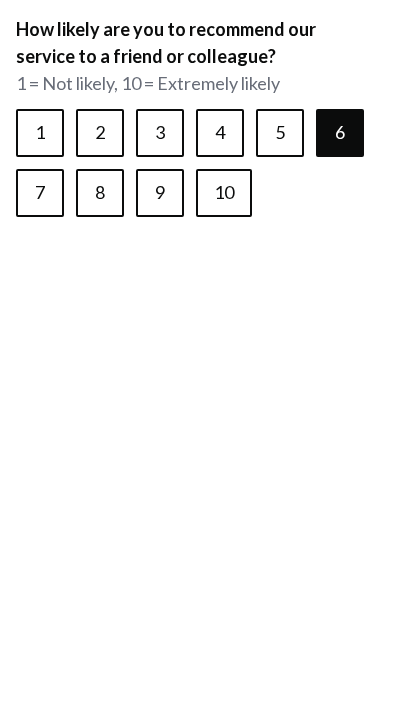 How likely are you to recommend our
service to a friend or colleague?
1 = Not likely, 10 = Extremely likely
1 2 3 4 5 6
7 8 9 10